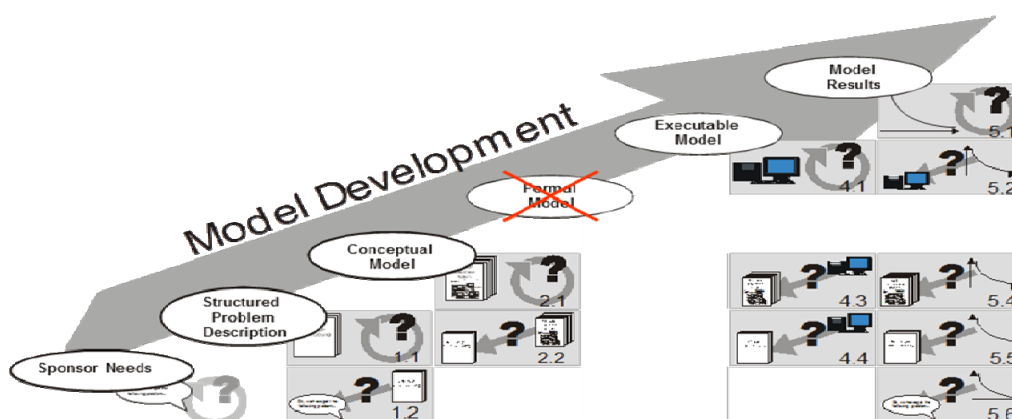 Model Development
Model
Results
Executable
Model
Formal
Model
Conceptual
Model
Structured
Problem
Description
Sponsor Needs
5.1
4.1
5.2
2.1
4.3
5.4
1.1
2.2
4.4
5.5
1.2
5.6
?
?
?
?
?
?
?
?
?
?
?
?
?
?